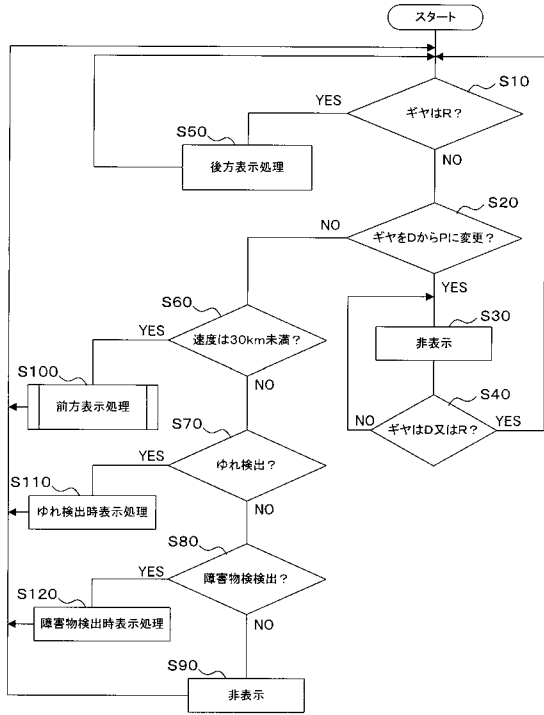 スタート
S10
ギヤはR？
YES
NO
S50
後方表示処理
S20
ギヤをDからPに変更？
NO
YES
S30
非表示
S40
ギヤはD又はR？
NO
YES
S60
速度は30km未満？
YES
NO
S100
前方表示処理
S70
ゆれ検出？
YES
NO
S110
ゆれ検出時表示処理
S80
障害物検検出？
YES
NO
S120
障害物検出時表示処理
S90
非表示